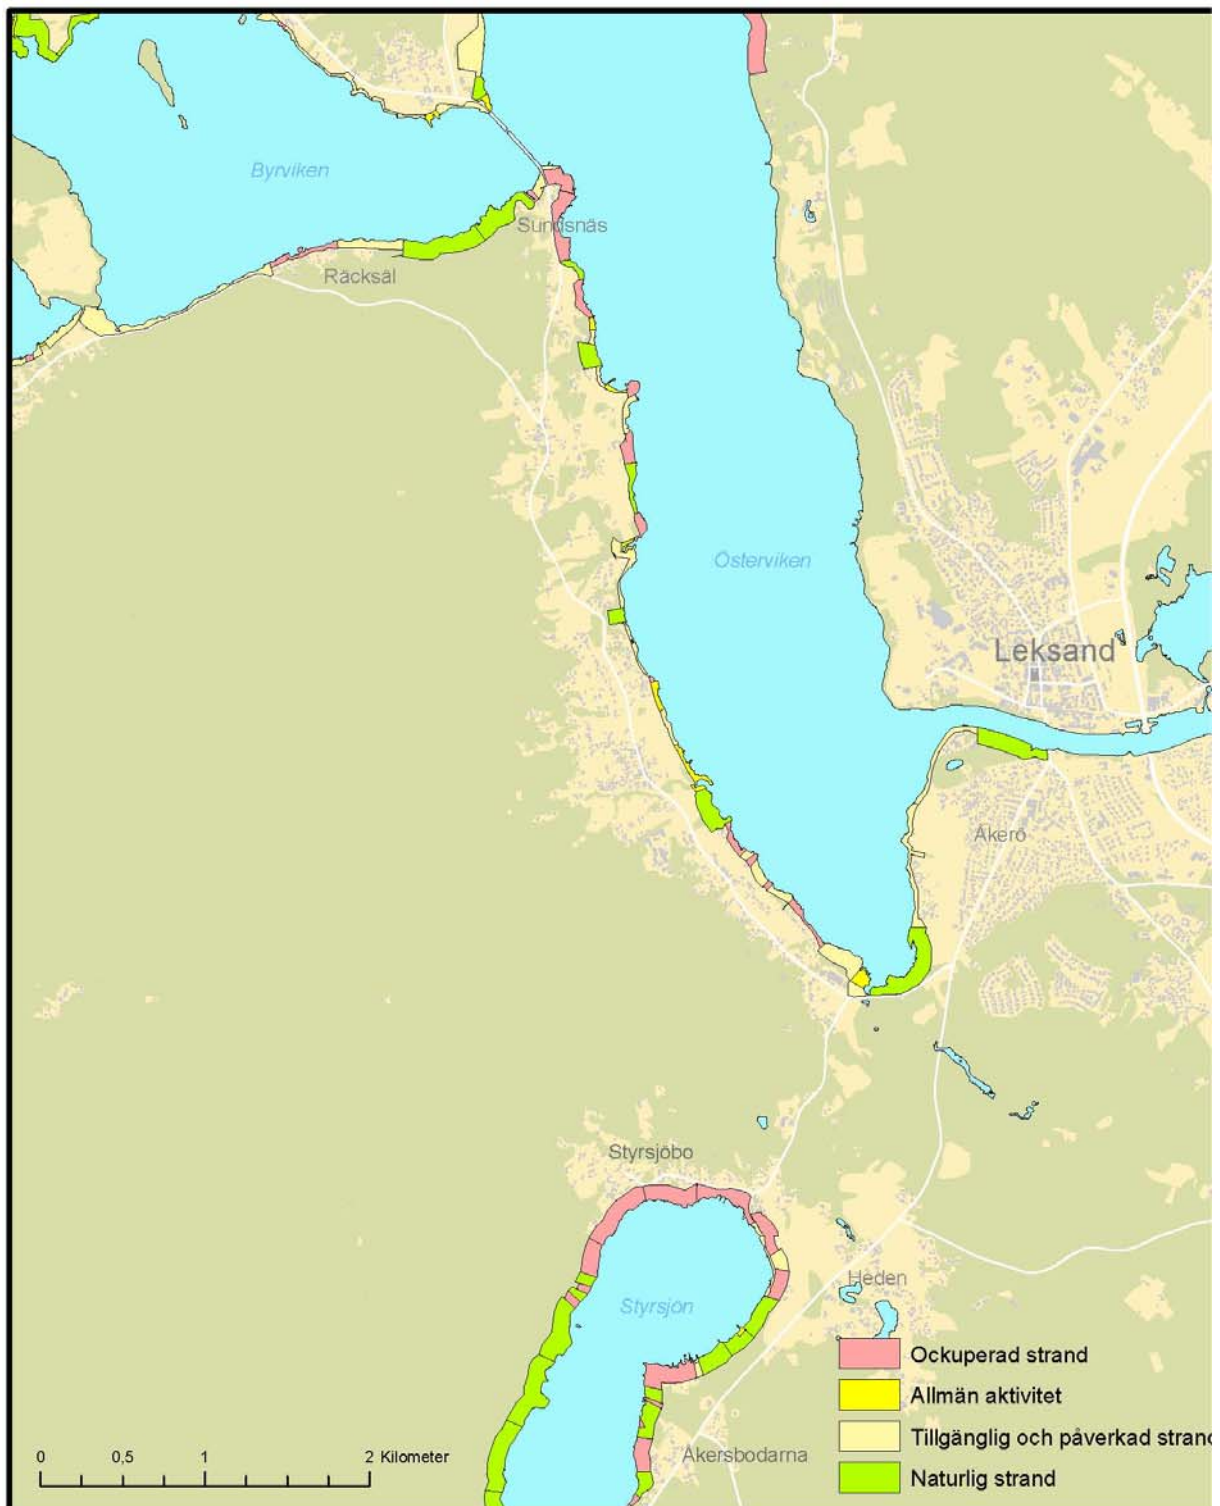 Byrviken
Sundsnäs
Räcksäl
Österviken
Leksand
Åkerö
Styrsjöbo
Heden
Styrsjön
Ockuperad strand
Allmän aktivitet
Tillgänglig och påverkad strand
Naturlig strand
Åkersbodarna
0 0,5 1 2 Kilometer